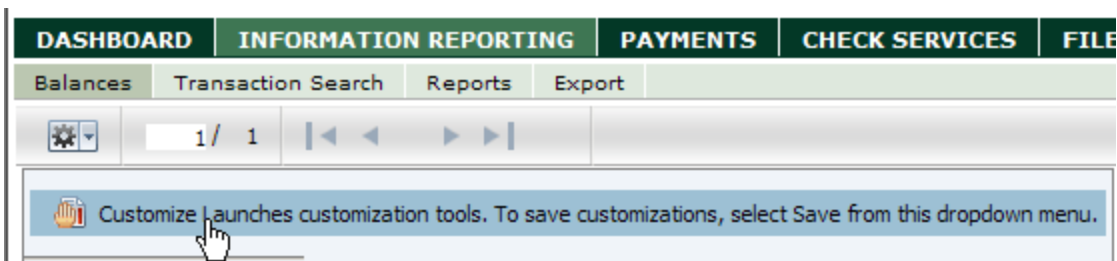 DASHBOARD INFORMATION REPORTING PAYMENTS CHECK SERVICES FILE
Balances Transaction Search Reports Export
1 / 1
Customize Launches customization tools. To save customizations, select Save from this dropdown menu.